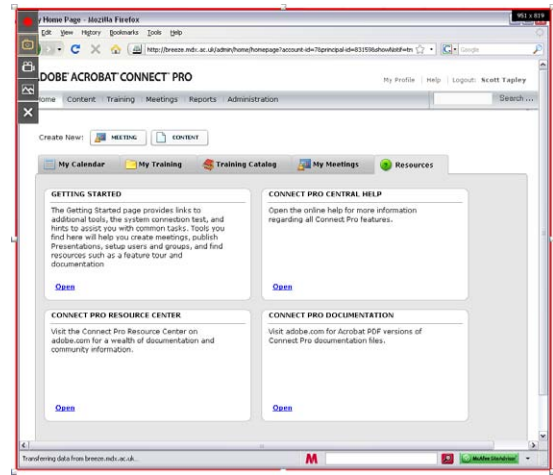 y Home Page - Mozilla Firefox
951 x 819
Edit View History Bookmarks Tools Help
http://breeze.mdx.ac.uk/admin/home/homepage?account-id=7&principal-id=83159&showNotif=tn
Google
DOBE ACROBAT CONNECT PRO
My Profile Help Logout: Scott Tapley
ome Content Training Meetings Reports Administration
Search ...
Create New: MEETING CONTENT
My Calendar My Training Training Catalog My Meetings Resources
GETTING STARTED
The Getting Started page provides links to
additional tools, the system connection test, and
hints to assist you with common tasks. Tools you
find here will help you create meetings, publish
Presentations, setup users and groups, and find
resources such as a feature tour and
documentation
Open
CONNECT PRO CENTRAL HELP
Open the online help for more information
regarding all Connect Pro features.
Open
CONNECT PRO RESOURCE CENTER
Visit the Connect Pro Resource Center on
adobe.com for a wealth of documentation and
community information.
Open
CONNECT PRO DOCUMENTATION
Visit adobe.com for Acrobat PDF versions of
Connect Pro documentation files.
Open
Transferring data from breeze.mdx.ac.uk...
McAfee SiteAdvisor